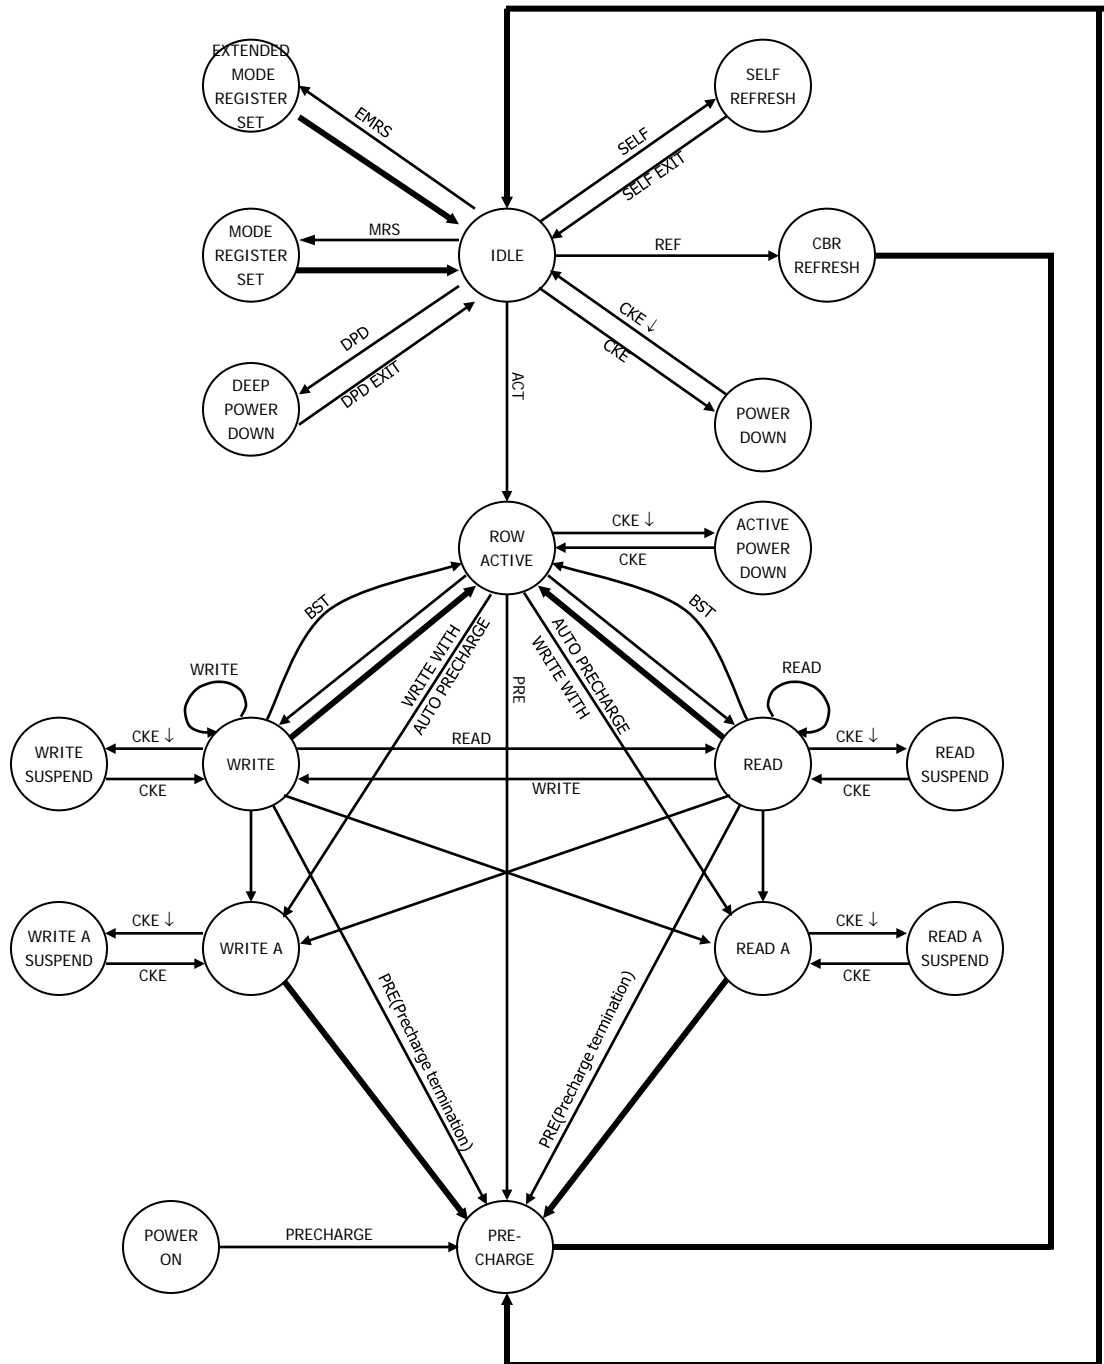 EXTENDED
MODE
REGISTER
SET
SELF
REFRESH
EMRS
SELF
SELF EXIT
MODE
REGISTER
SET
MRS
IDLE
REF
CBR
REFRESH
DPD
DPD EXIT
CKE ↓
CKE
DEEP
POWER
DOWN
ACT
POWER
DOWN
ROW
ACTIVE
CKE ↓
CKE
ACTIVE
POWER
DOWN
BST
BST
WRITE WITH
AUTO PRECHARGE
PRE
AUTO PRECHARGE
WRITE WITH
WRITE
READ
WRITE
SUSPEND
CKE ↓
CKE
WRITE
READ
WRITE
READ
CKE ↓
CKE
READ
SUSPEND
WRITE A
SUSPEND
CKE ↓
CKE
WRITE A
READ A
CKE ↓
CKE
READ A
SUSPEND
PRE(Precharge termination)
PRE(Precharge termination)
POWER
ON
PRECHARGE
PRE-
CHARGE